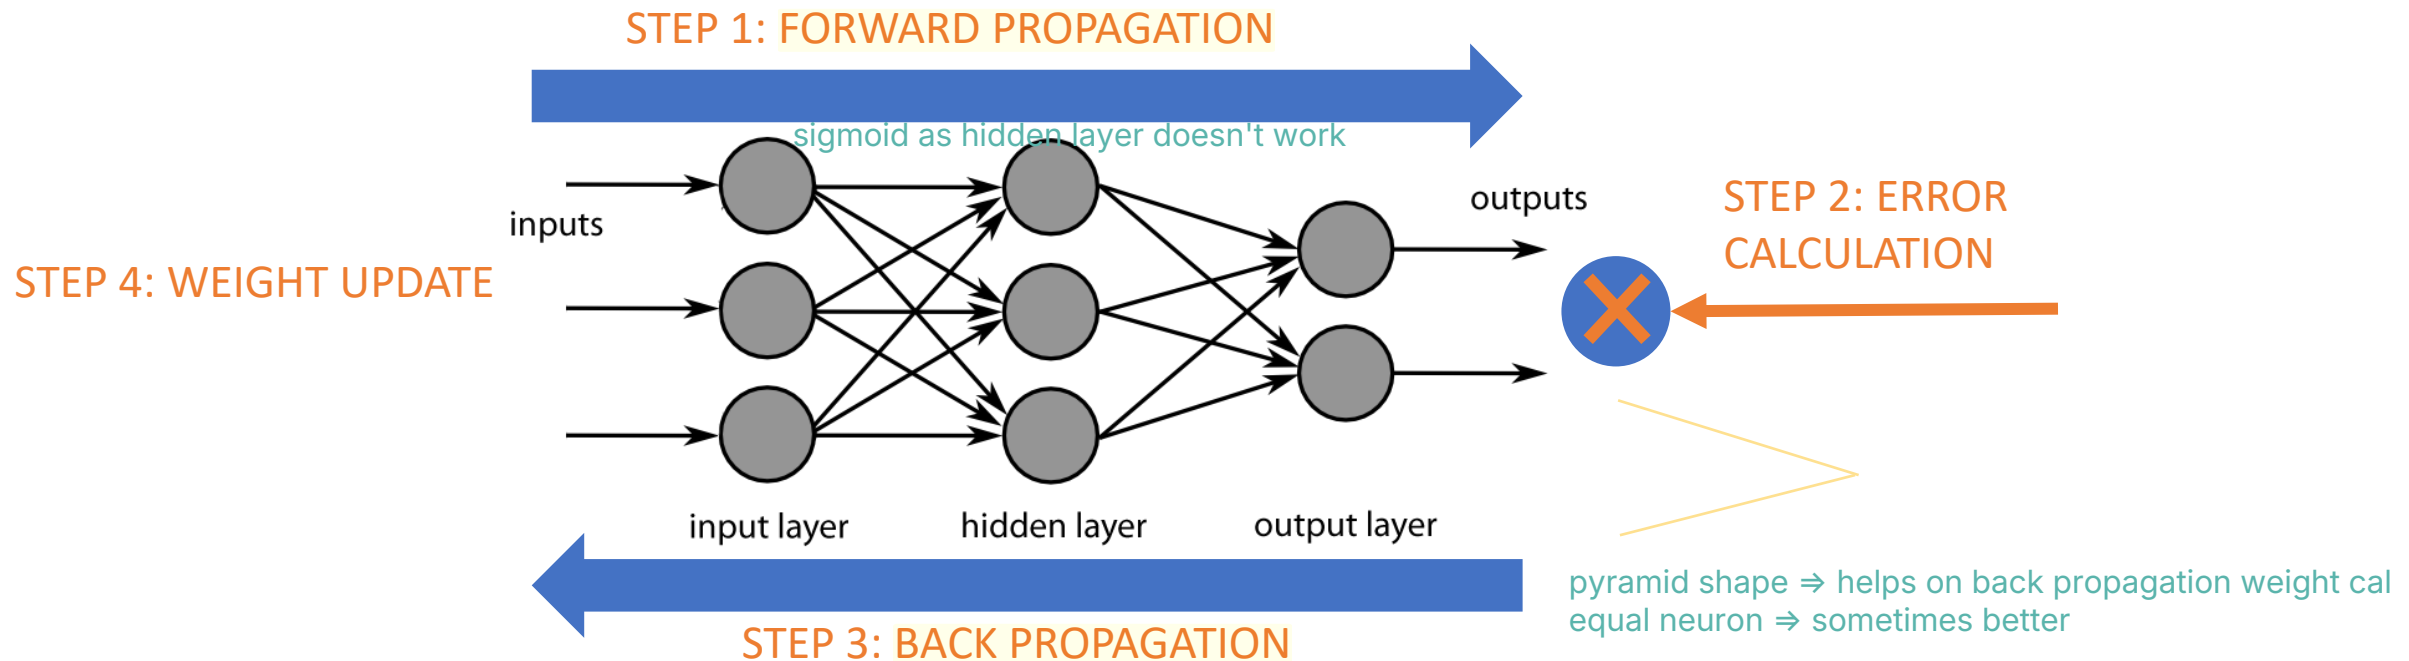 STEP 1: FORWARD PROPAGATION
sigmoid as hidden layer doesn't work
inputs
outputs
STEP 2: ERROR
CALCULATION
STEP 4: WEIGHT UPDATE
input layer
hidden layer
output layer
pyramid shape ⇒ helps on back propagation weight cal
equal neuron ⇒ sometimes better
STEP 3: BACK PROPAGATION